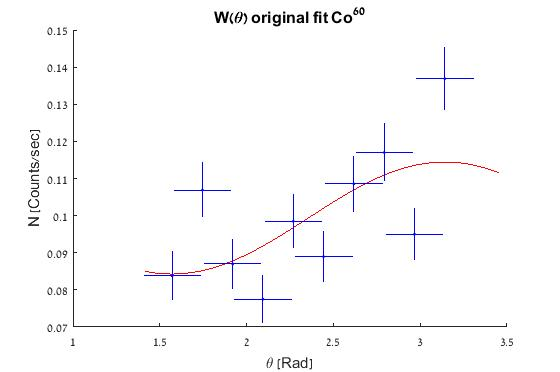 W(θ) original fit Co⁶⁰
0.15
0.14
0.13
0.12
0.11
0.1
0.09
0.08
0.07
N [Counts/sec]
1 1.5 2 2.5 3 3.5
θ [Rad]